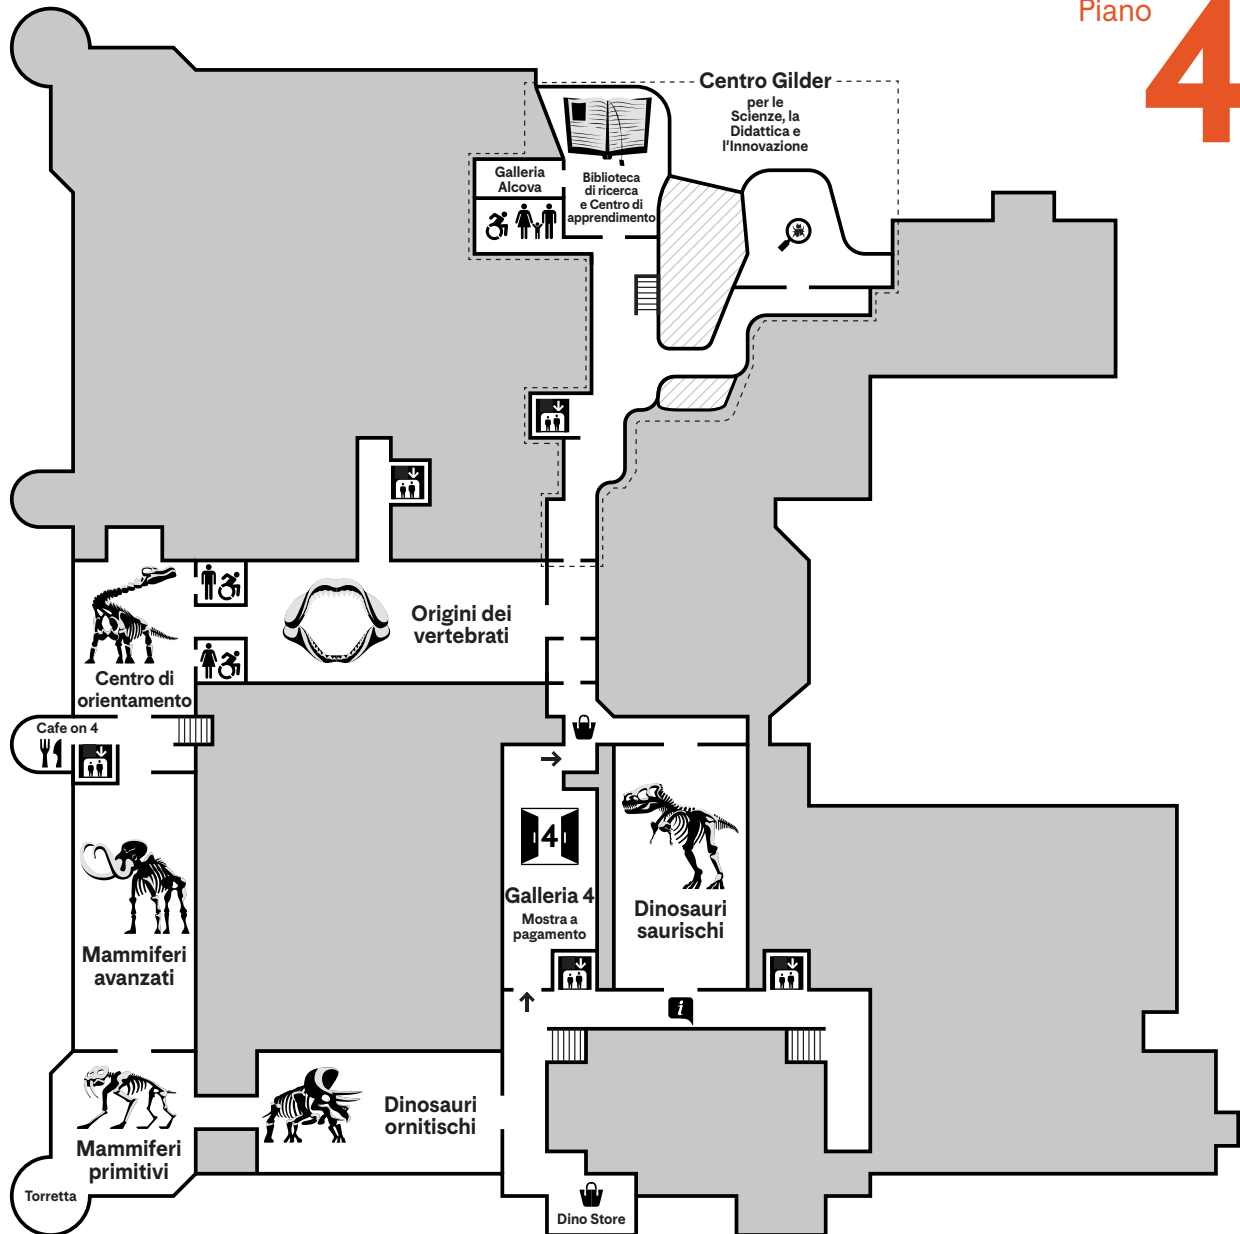 Piano
4
Centro Gilder
per le
Scienze, la
Didattica e
l'Innovazione
Galleria
Alcova
Biblioteca
di ricerca
e Centro di
apprendimento
Origini dei
vertebrati
Centro di
orientamento
Cafe on 4
4
Galleria 4
Mostra a
pagamento
Dinosauri
saurischi
Mammiferi
avanzati
i
Dinosauri
ornitischi
Mammiferi
primitivi
Torretta
Dino Store